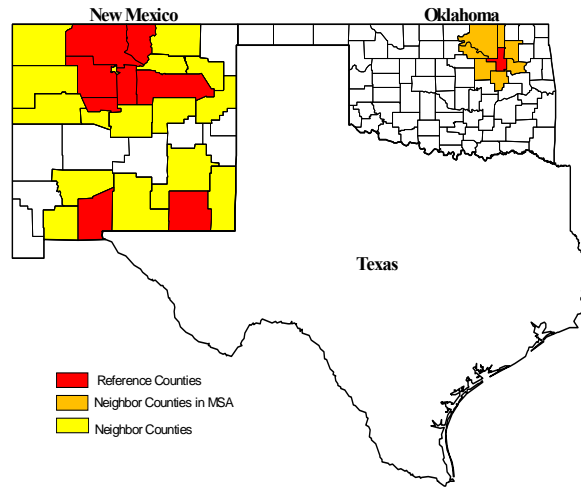 New Mexico
Oklahoma
Texas
Reference Counties
Neighbor Counties in MSA
Neighbor Counties